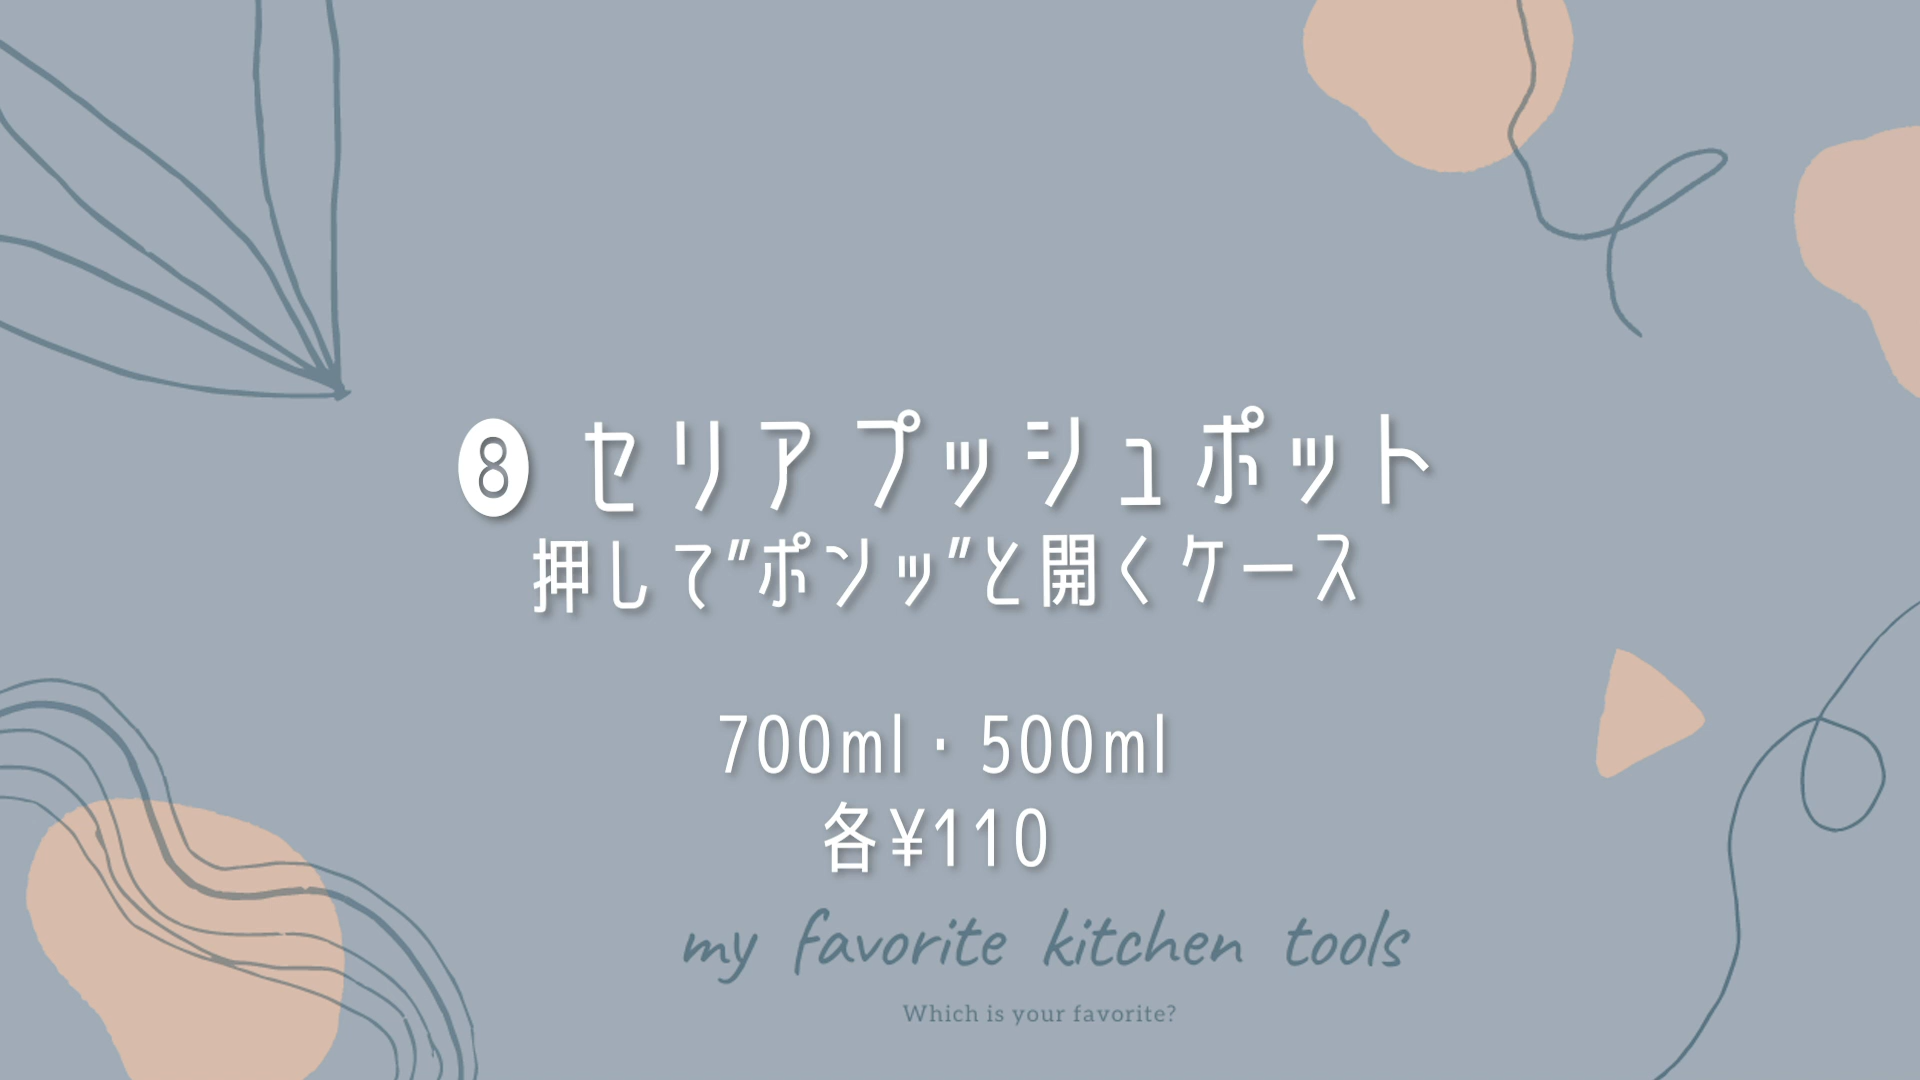 ❽ セリアプッシュポット
押して”ポンッ”と開くケース
700ml・500ml
各¥110
my favorite kitchen tools
Which is your favorite?